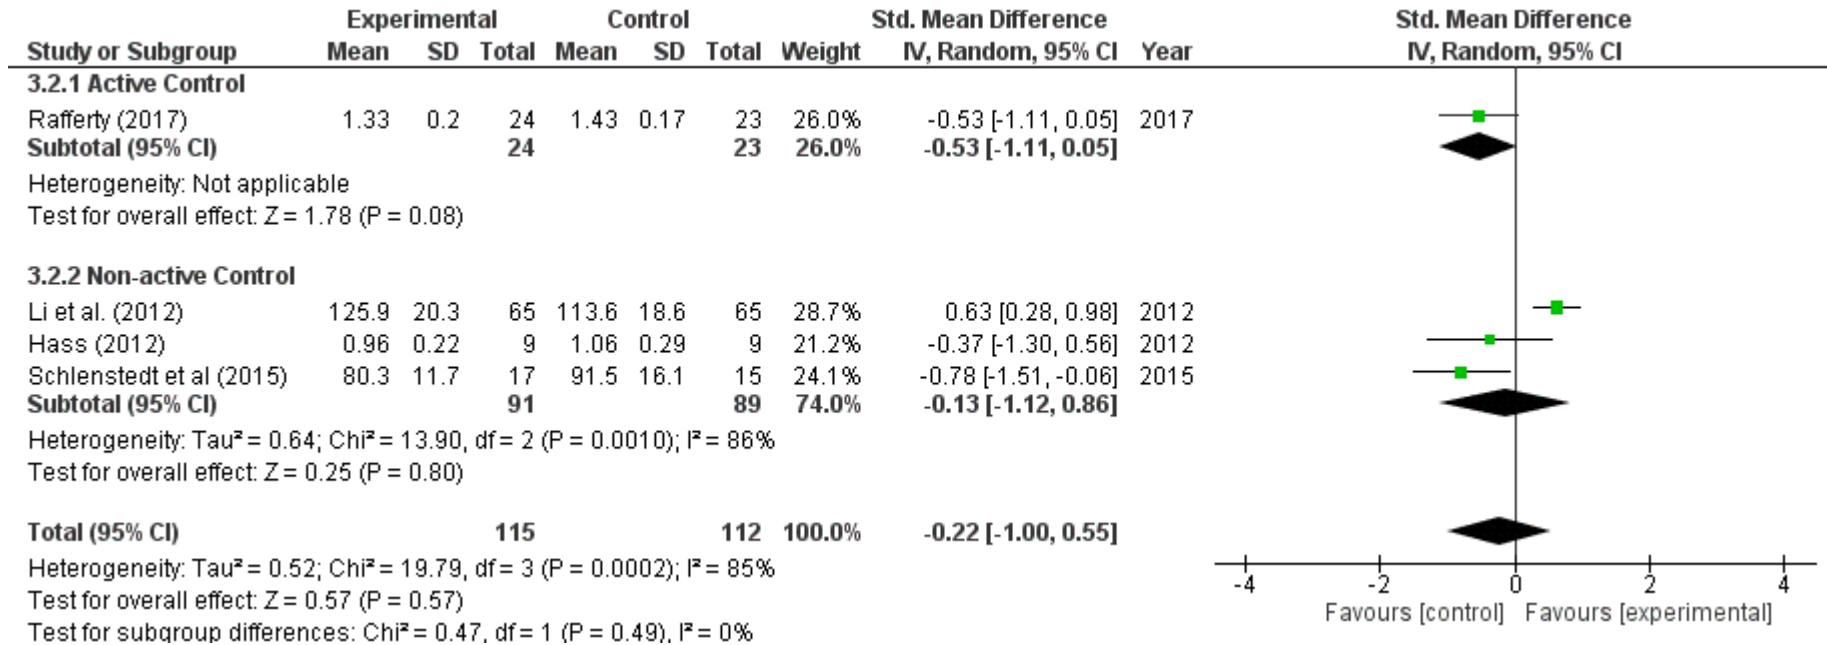 Experimental Control Std. Mean Difference Std. Mean Difference
Study or Subgroup Mean SD Total Mean SD Total Weight IV, Random, 95% CI Year IV, Random, 95% CI
3.2.1 Active Control
Rafferty (2017) 1.33 0.2 24 1.43 0.17 23 26.0% -0.53 [-1.11, 0.05] 2017
Subtotal (95% CI) 24 23 26.0% -0.53 [-1.11, 0.05]
Heterogeneity: Not applicable
Test for overall effect: Z = 1.78 (P = 0.08)
3.2.2 Non-active Control
Li et al. (2012) 125.9 20.3 65 113.6 18.6 65 28.7% 0.63 [0.28, 0.98] 2012
Hass (2012) 0.96 0.22 9 1.06 0.29 9 21.2% -0.37 [-1.30, 0.56] 2012
Schlenstedt et al (2015) 80.3 11.7 17 91.5 16.1 15 24.1% -0.78 [-1.51, -0.06] 2015
Subtotal (95% CI) 91 89 74.0% -0.13 [-1.12, 0.86]
Heterogeneity: Tau² = 0.64; Chi² = 13.90, df = 2 (P = 0.0010); I² = 86%
Test for overall effect: Z = 0.25 (P = 0.80)
Total (95% CI) 115 112 100.0% -0.22 [-1.00, 0.55]
Heterogeneity: Tau² = 0.52; Chi² = 19.79, df = 3 (P = 0.0002); I² = 85%
Test for overall effect: Z = 0.57 (P = 0.57)
Test for subgroup differences: Chi² = 0.47, df = 1 (P = 0.49), I² = 0%
-4 -2 0 2 4
Favours [control] Favours [experimental]